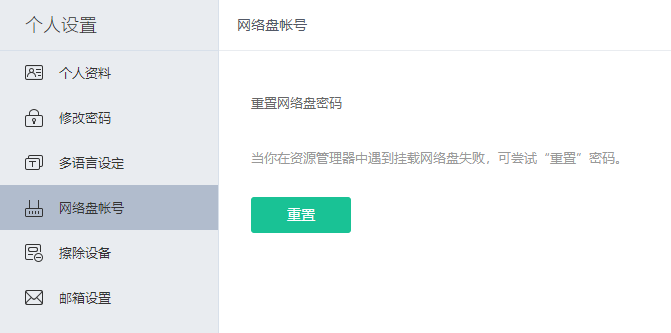 个人设置
个人资料
修改密码
多语言设定
网络盘帐号
擦除设备
邮箱设置
网络盘帐号
重置网络盘密码
当你在资源管理器中遇到挂载网络盘失败，可尝试“重置”密码。
重置